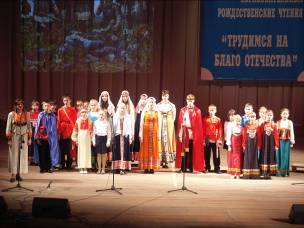 РОЖДЕСТВЕНСКИЕ ЧТЕНИЯ
"ТРУДИМСЯ НА
БЛАГО ОТЕЧЕСТВА"